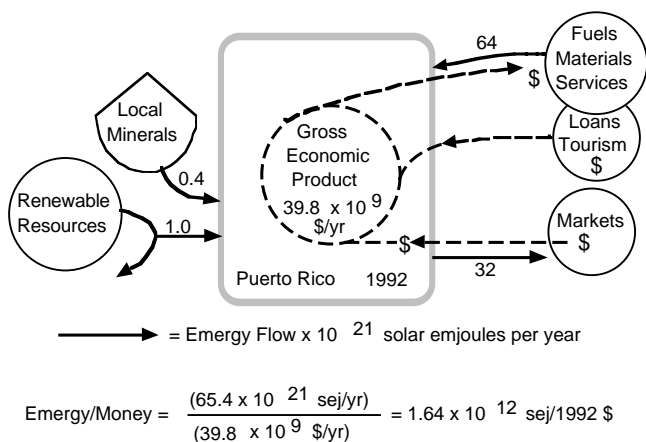 64
Fuels
Materials
Services
$
Local
Minerals
Loans
Tourism
$
Gross
Economic
Product
39.8 x 10 9
$/yr
0.4
Renewable
Resources
1.0
Markets
$
$
32
Puerto Rico 1992
= Emergy Flow x 10 21 solar emjoules per year
Emergy/Money = (65.4 x 10 21 sej/yr) = 1.64 x 10 12 sej/1992 $
(39.8 x 10 9 $/yr)